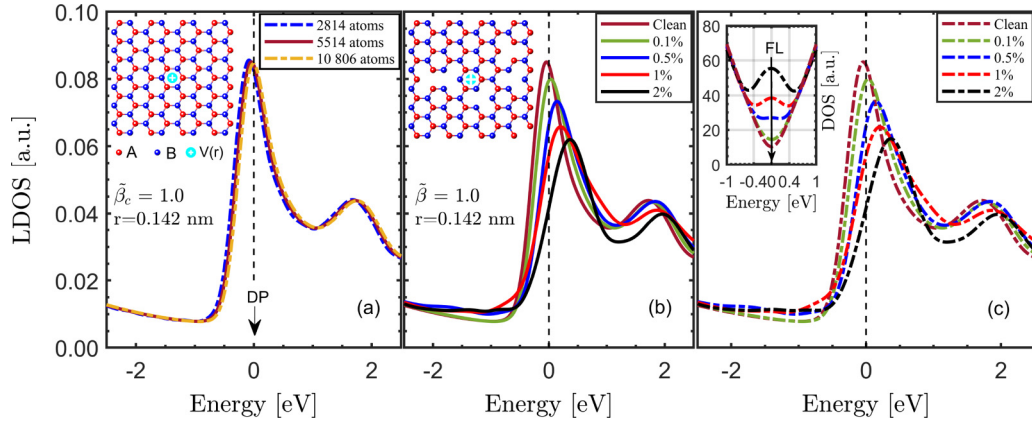 LDOS [a.u.]
0.10
0.08
0.06
0.04
0.02
0.00
2814 atoms
5514 atoms
10 806 atoms
A B V(r)
β̃c = 1.0
r=0.142 nm
DP
(a)
-2 0 2
Energy [eV]
Clean
0.1%
0.5%
1%
2%
β̃ = 1.0
r=0.142 nm
(b)
-2 0 2
Energy [eV]
80
60
40
20
0
FL
DOS [a.u.]
-1 -0.4 0 0.4 1
Energy [eV]
Clean
0.1%
0.5%
1%
2%
(c)
-2 0 2
Energy [eV]